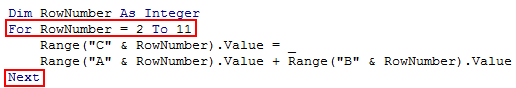 Dim RowNumber As Integer
For RowNumber = 2 To 11
    Range("C" & RowNumber).Value = _
    Range("A" & RowNumber).Value + Range("B" & RowNumber).Value
Next